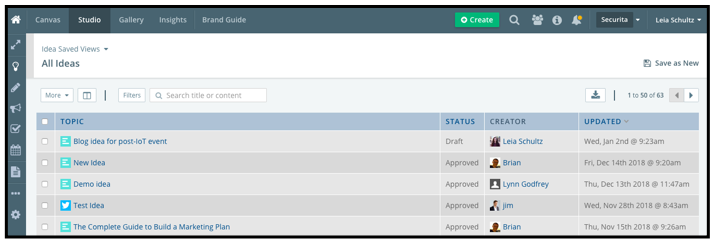 Canvas Studio Gallery Insights Brand Guide Create Securita Leia Schultz
Idea Saved Views
All Ideas Save as New
More Filters Search title or content 1 to 50 of 63
TOPIC STATUS CREATOR UPDATED
Blog idea for post-IoT event Draft Leia Schultz Wed, Jan 2nd @ 9:23am
New Idea Approved Brian Fri, Dec 14th 2018 @ 9:20am
Demo idea Approved Lynn Godfrey Thu, Dec 13th 2018 @ 11:47am
Test Idea Approved jim Wed, Nov 28th 2018 @ 8:43am
The Complete Guide to Build a Marketing Plan Approved Brian Thu, Nov 15th 2018 @ 9:26am